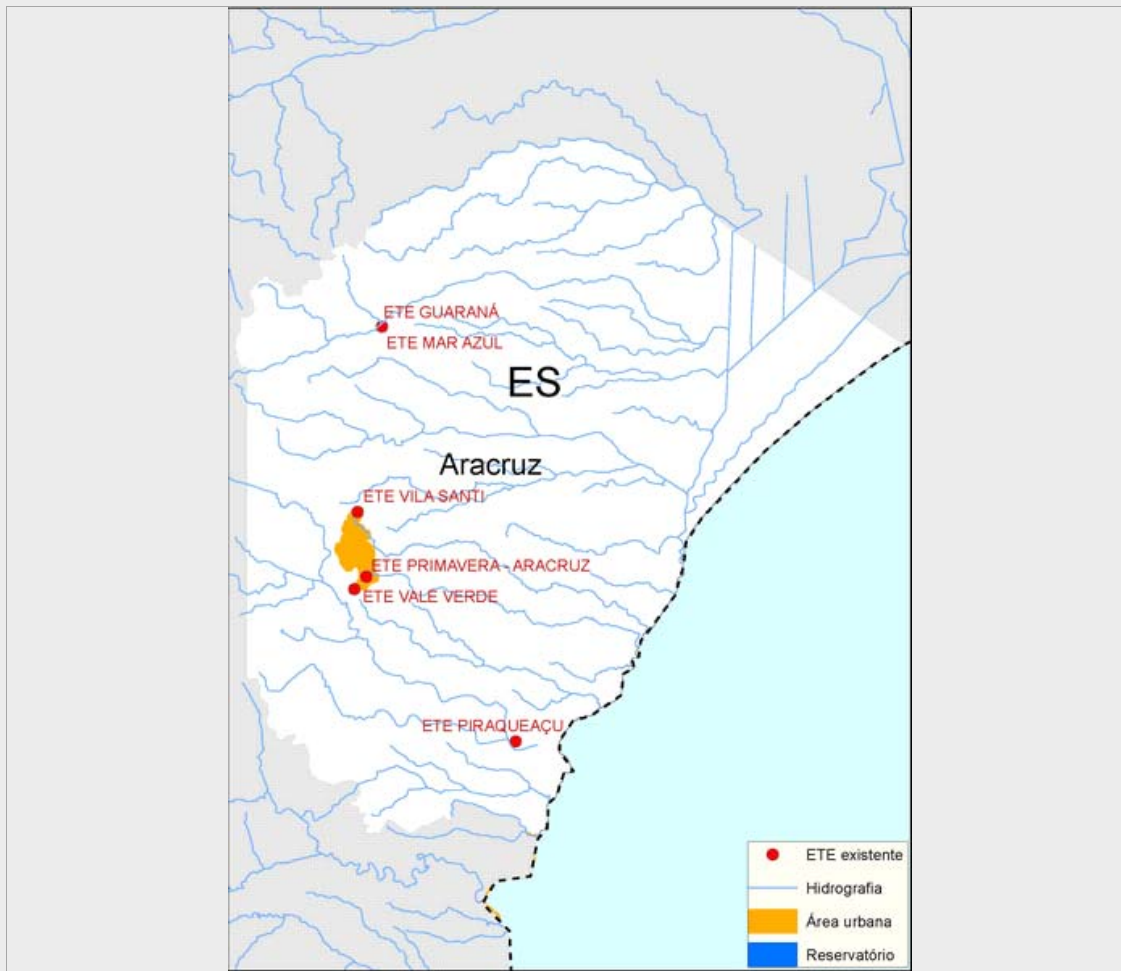 ETE GUARANÁ
ETE MAR AZUL
ES
Aracruz
ETE VILA SANTI
ETE PRIMAVERA - ARACRUZ
ETE VALE VERDE
ETE PIRAQUEAÇU
ETE existente
Hidrografia
Área urbana
Reservatório